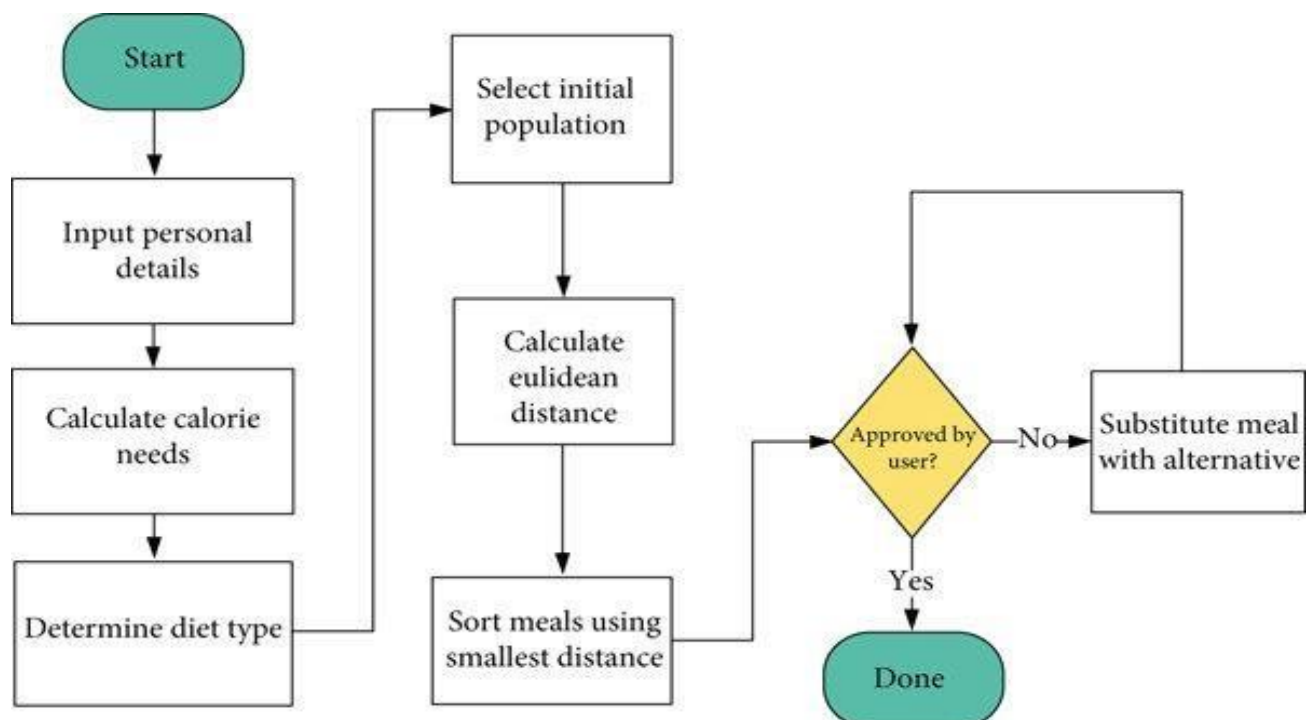 Start
Input personal
details
Calculate calorie
needs
Determine diet type
Select initial
population
Calculate
eulidean
distance
Sort meals using
smallest distance
Approved by
user?
No
Substitute meal
with alternative
Yes
Done